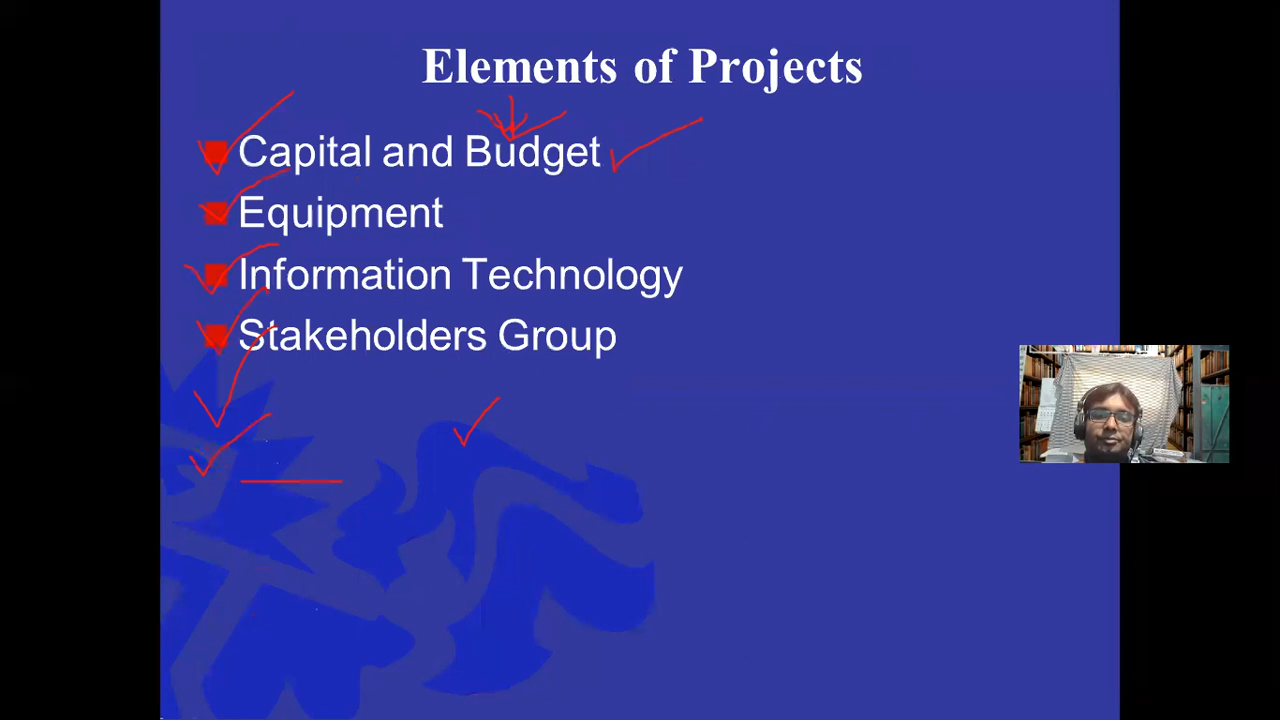 Elements of Projects
Capital and Budget
Equipment
Information Technology
Stakeholders Group